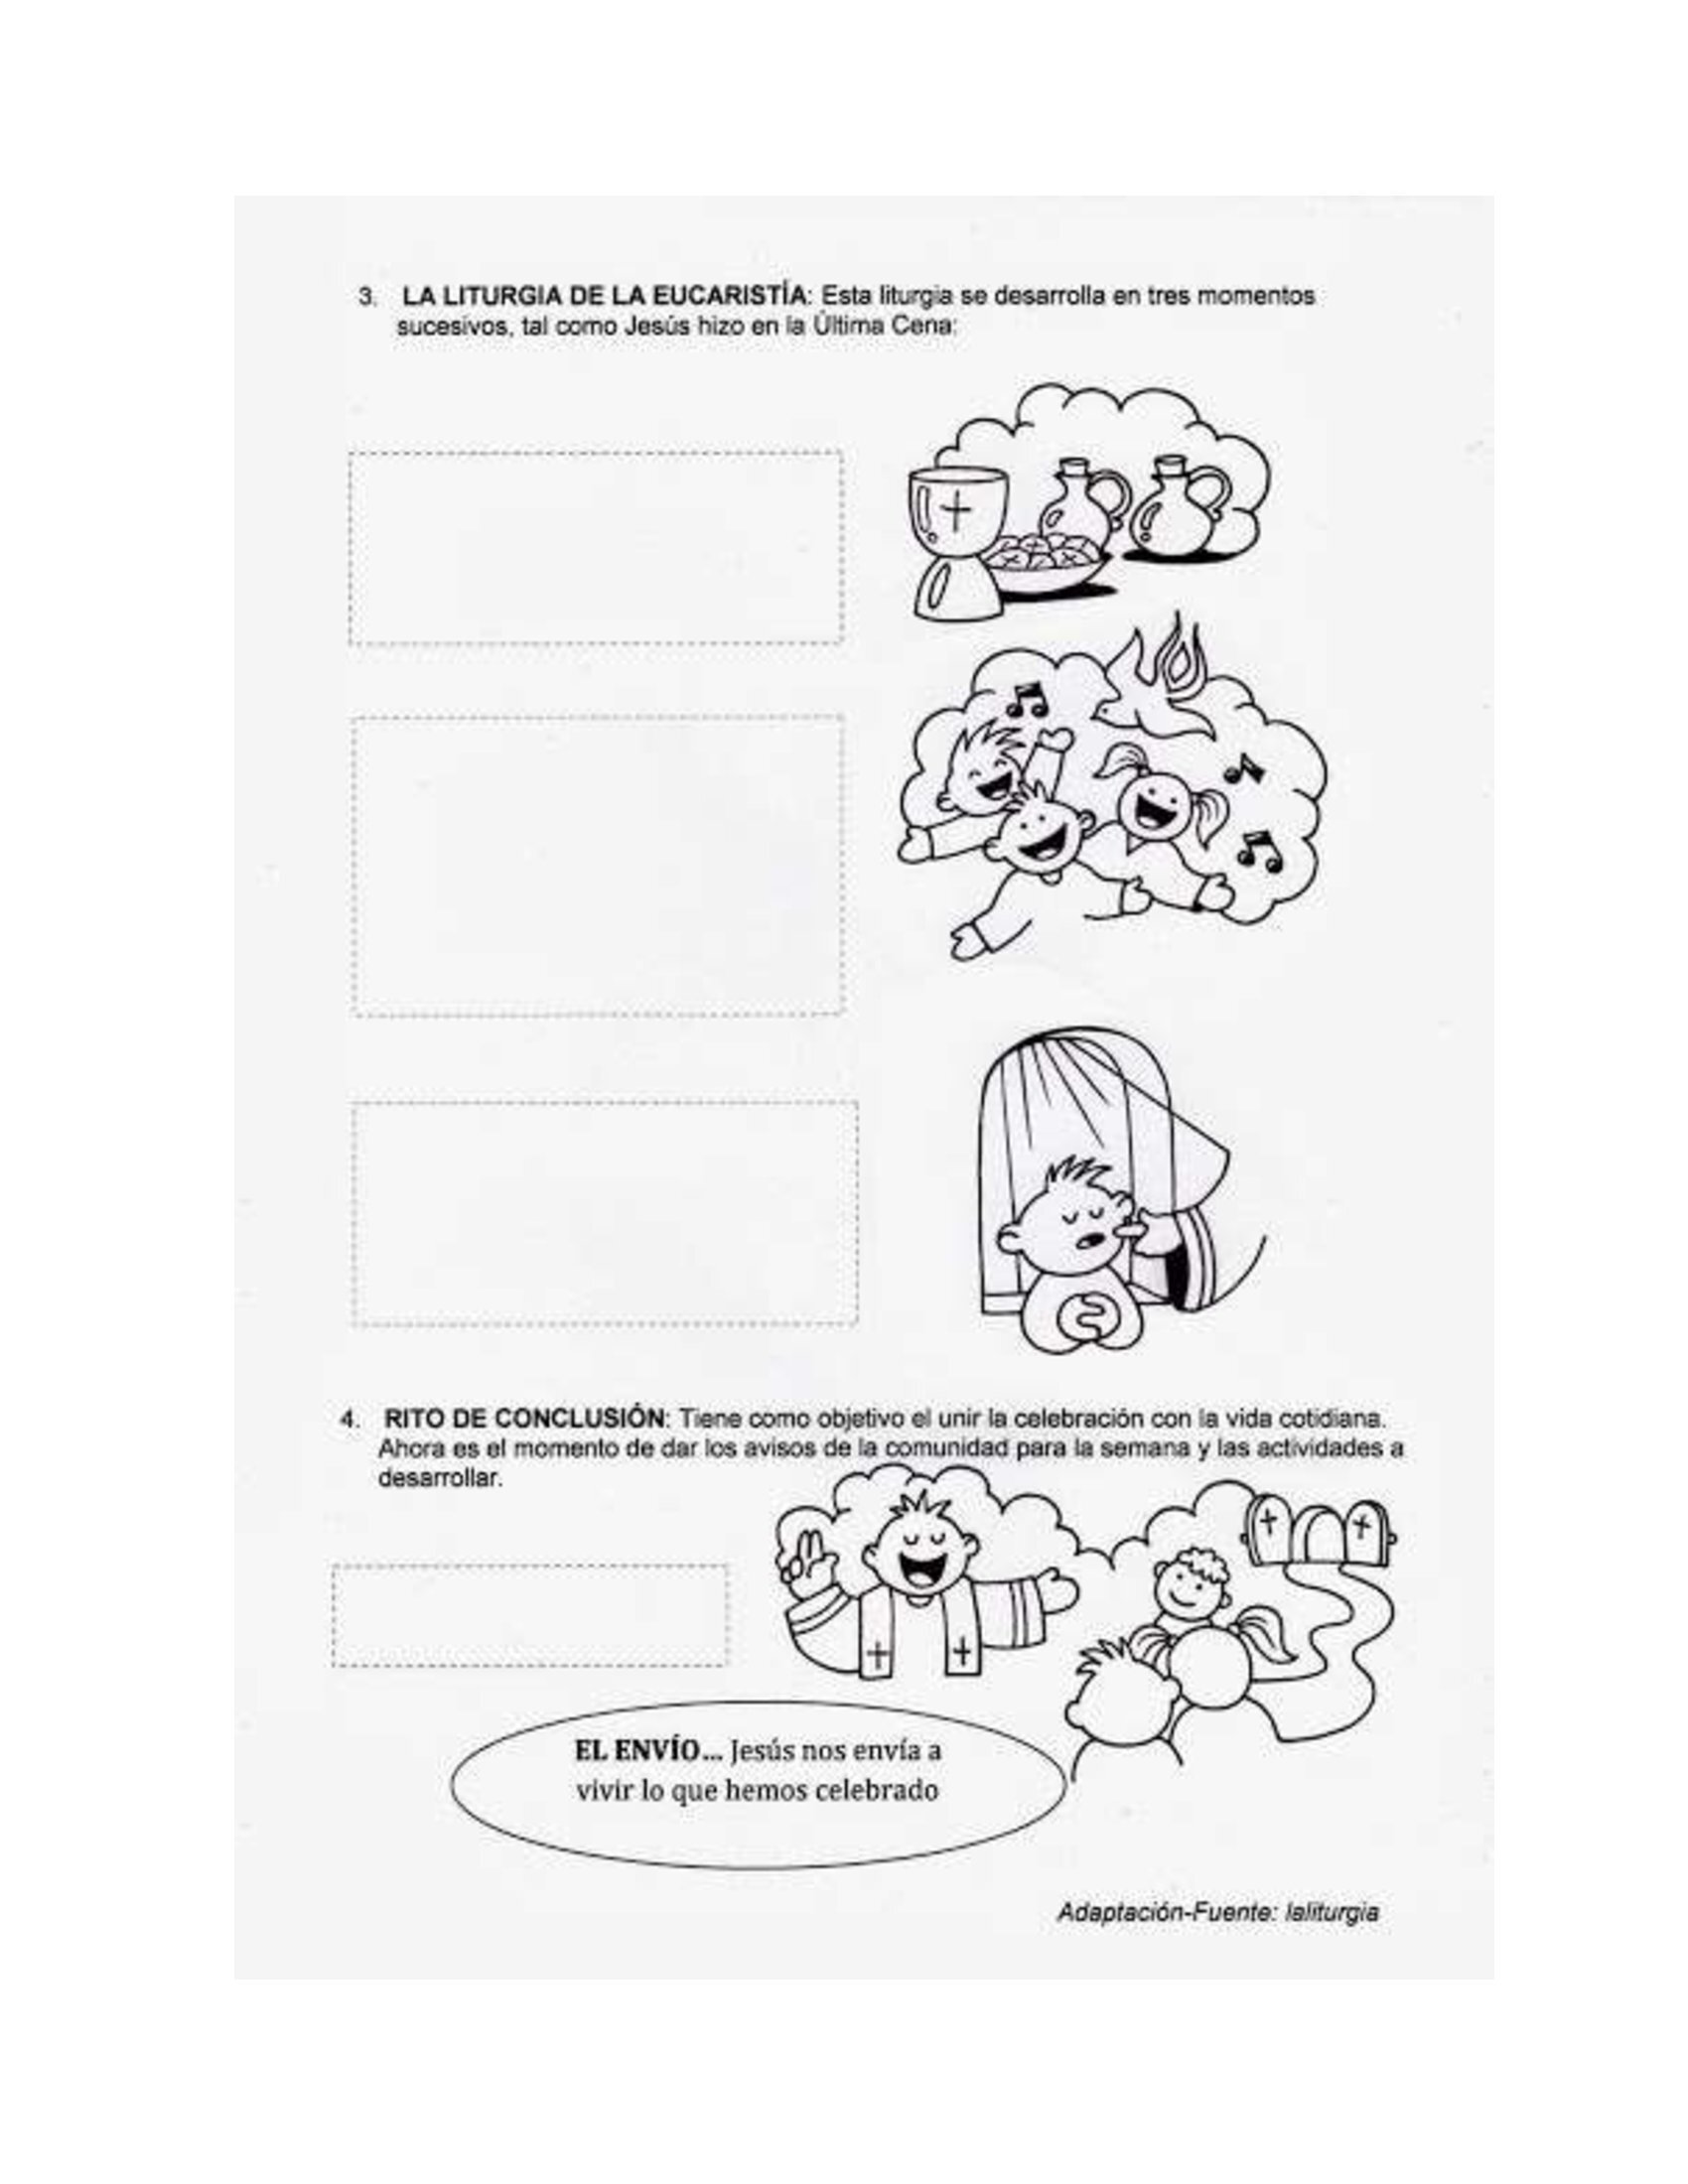 3. LA LITURGIA DE LA EUCARISTÍA: Esta liturgia se desarrolla en tres momentos
sucesivos, tal como Jesús hizo en la Última Cena:
4. RITO DE CONCLUSIÓN: Tiene como objetivo el unir la celebración con la vida cotidiana.
Ahora es el momento de dar los avisos de la comunidad para la semana y las actividades a
desarrollar.
EL ENVÍO... Jesús nos envía a
vivir lo que hemos celebrado
Adaptación-Fuente: laliturgia